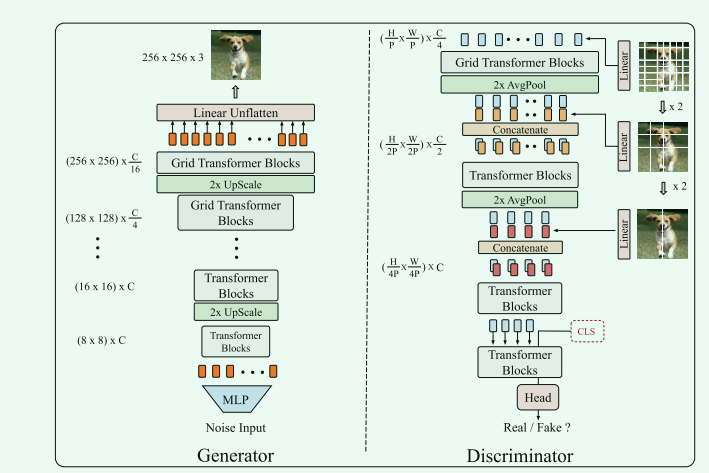 256 x 256 x 3
Linear Unflatten
(256 x 256) x C/16
Grid Transformer Blocks
2x UpScale
(128 x 128) x C/4
Grid Transformer
Blocks
(16 x 16) x C
Transformer
Blocks
2x UpScale
(8 x 8) x C
Transformer
Blocks
MLP
Noise Input
Generator
(H/P x W/P) x C/4
Linear
Grid Transformer Blocks
2x AvgPool
x 2
Concatenate
(H/2P x W/2P) x C/2
Linear
Transformer Blocks
x 2
2x AvgPool
Linear
Concatenate
(H/4P x W/4P) x C
Transformer
Blocks
CLS
Transformer
Blocks
Head
Real / Fake ?
Discriminator